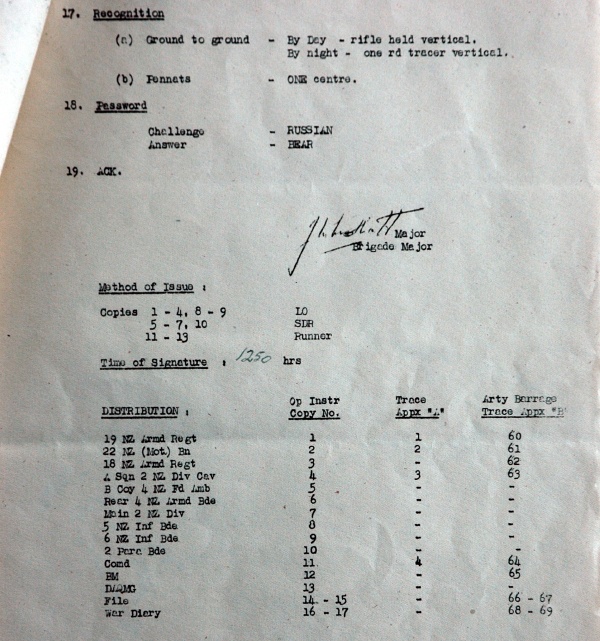 17. Recognition
(a) Ground to ground - By Day - rifle held vertical.
By night - one rd tracer vertical.
(b) Pennats - ONE centre.
18. Password
Challenge - RUSSIAN
Answer - BEAR
19. ACK.
Major
Brigade Major
Method of Issue :
Copies 1 - 4, 8 - 9 LO
5 - 7, 10 SDR
11 - 13 Runner
Time of Signature : 1250 hrs
DISTRIBUTION : Op Instr Copy No. Trace Appx "A" Arty Barrage Trace Appx "B"
19 NZ Armd Regt 1 1 60
22 NZ (Mot.) Bn 2 2 61
18 NZ Armd Regt 3 - 62
A Sqn 2 NZ Div Cav 4 3 63
B Coy 4 NZ Fd Amb 5 - -
Rear 4 NZ Armd Bde 6 - -
Main 2 NZ Div 7 - -
5 NZ Inf Bde 8 - -
6 NZ Inf Bde 9 - -
2 Para Bde 10 - -
Comd 11 4 64
BM 12 - 65
13 - -
File 14 - 15 - 66 - 67
War Diary 16 - 17 - 68 - 69